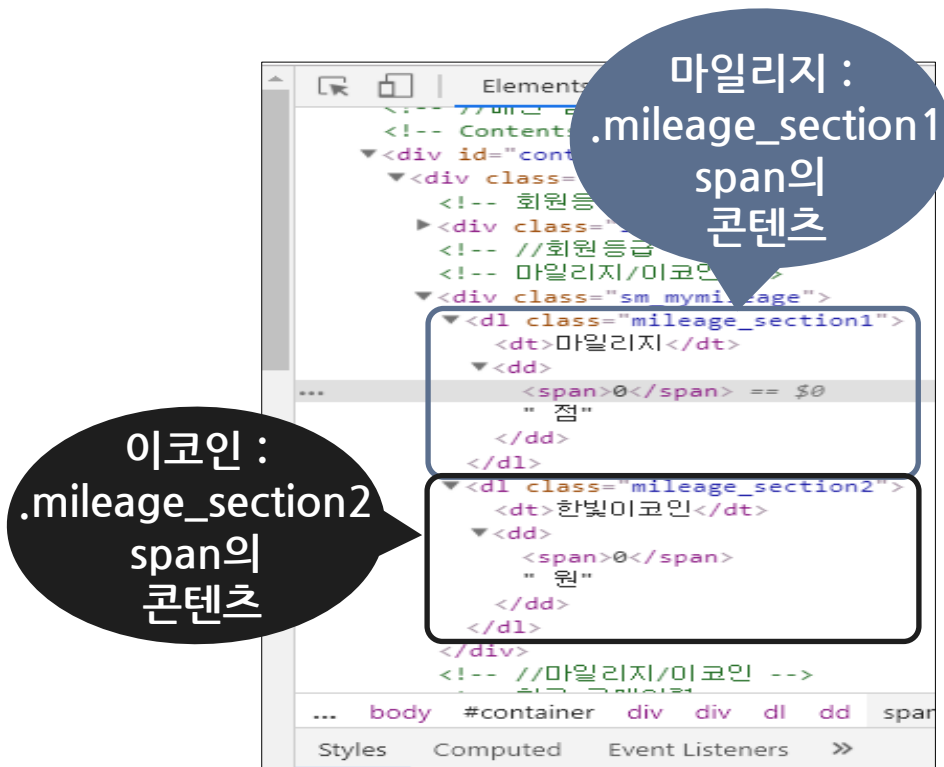 마일리지 :
.mileage_section1
span의
콘텐츠
Elements
<!-- Content
▼<div id="cont
▼<div class=
<!-- 회원등
▶<div class="
<!-- //회원등급
<!-- 마일리지/이코인
▼<div class="sm_mymileage">
▼<dl class="mileage_section1">
<dt>마일리지</dt>
▼<dd>
... <span>0</span> == $0
" 점"
</dd>
</dl>
이코인 :
.mileage_section2
span의
콘텐츠
▼<dl class="mileage_section2">
<dt>한빛이코인</dt>
▼<dd>
<span>0</span>
" 원"
</dd>
</dl>
</div>
<!-- //마일리지/이코인 -->
... body #container div div dl dd span
Styles Computed Event Listeners »